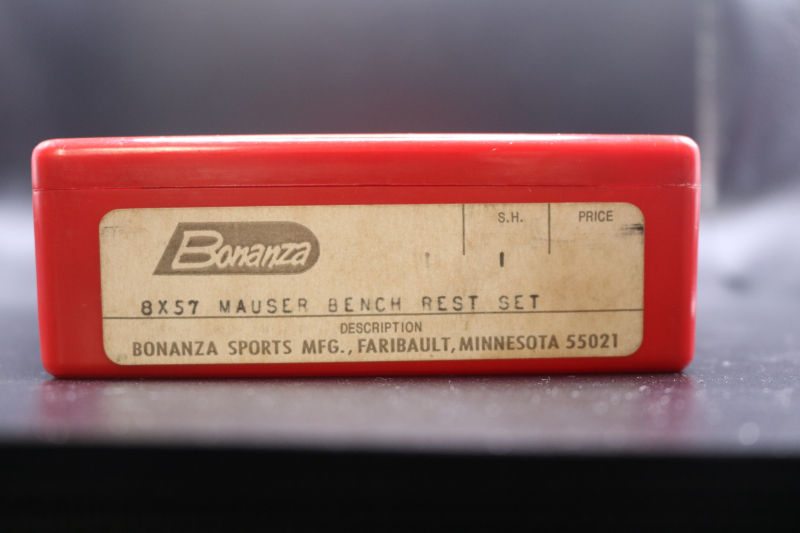 Bonanza
S.H. PRICE
1
8X57 MAUSER BENCH REST SET
DESCRIPTION
BONANZA SPORTS MFG., FARIBAULT, MINNESOTA 55021